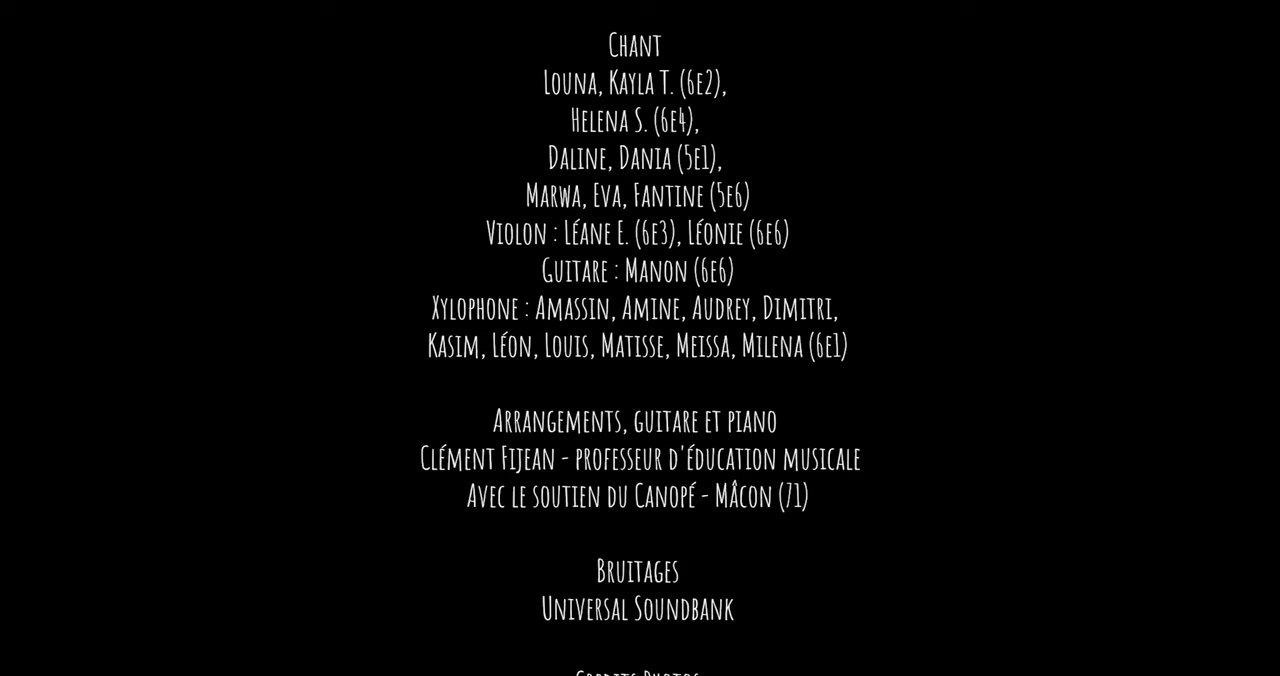 Chant
Louna, Kayla T. (6e2),
Helena S. (6e4),
Daline, Dania (5e1),
Marwa, Eva, Fantine (5e6)
Violon : Léane E. (6e3), Léonie (6e6)
Guitare : Manon (6e6)
Xylophone : Amassin, Amine, Audrey, Dimitri,
Kasim, Léon, Louis, Matisse, Meissa, Milena (6e1)
Arrangements, guitare et piano
Clément Fijean - professeur d'éducation musicale
Avec le soutien du Canopé - Mâcon (71)
Bruitages
Universal Soundbank
Credits Photos